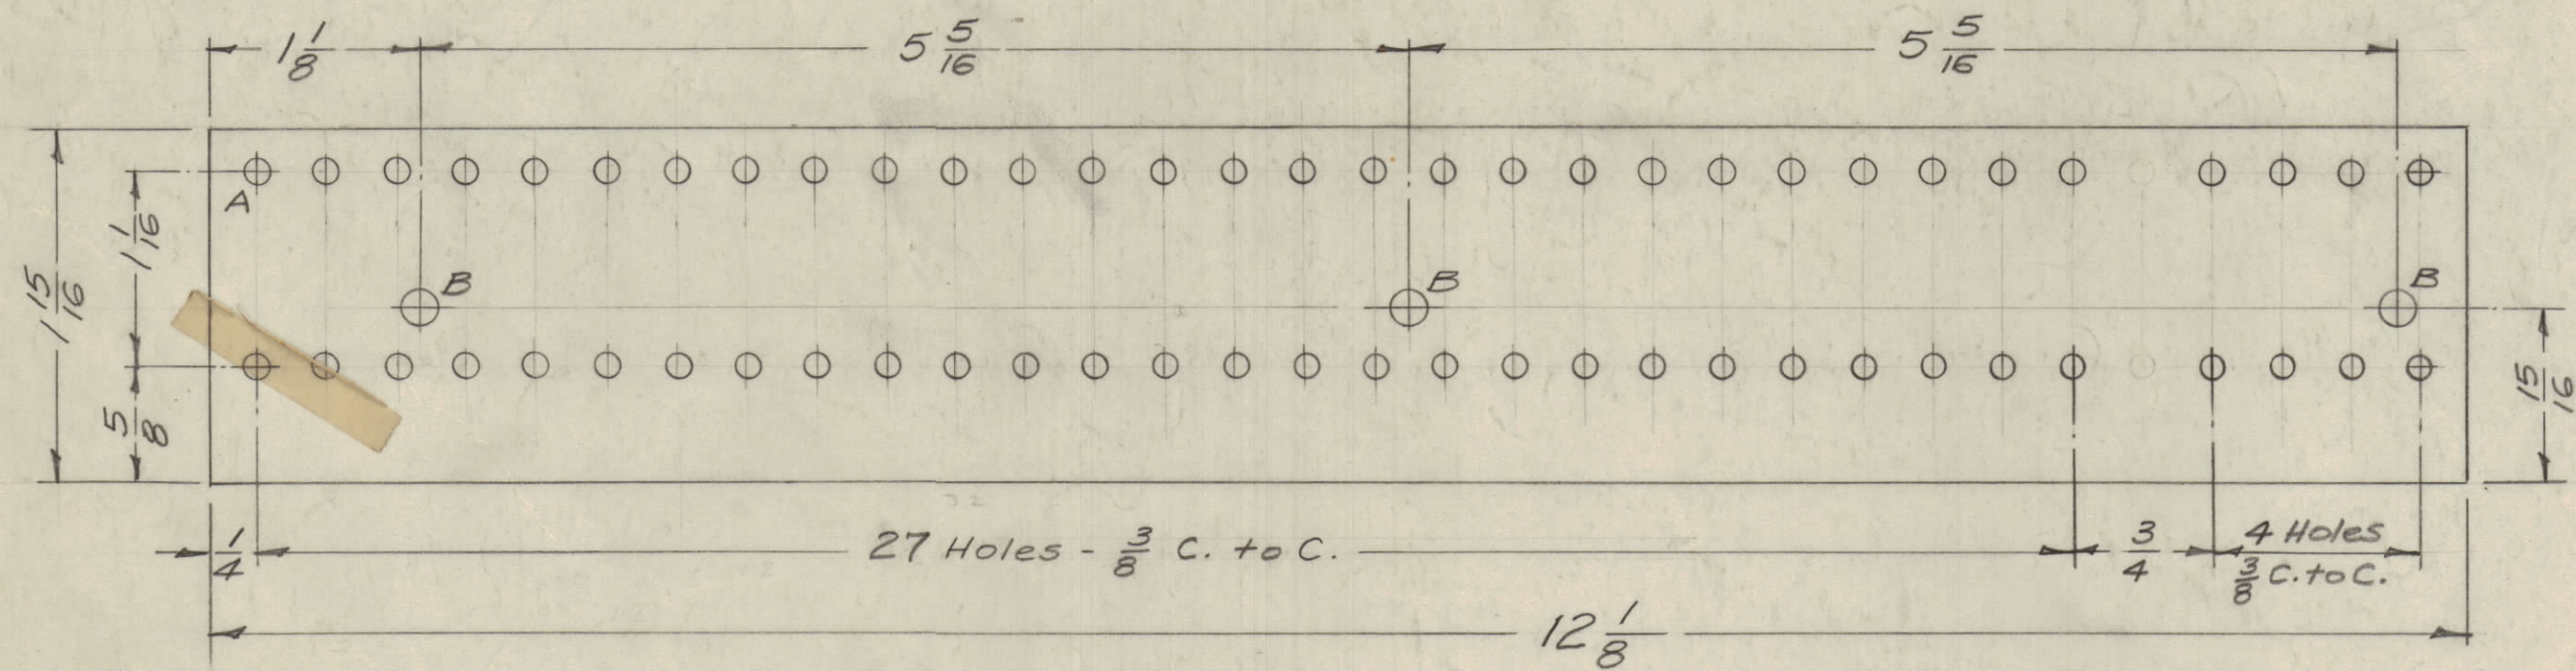 1 1/8 5 5/16 5 5/16
A
1 1/16
1 15/16
B B B
5/8
15/16
1/4 27 Holes - 3/8 C. to C. 3/4 4 Holes
3/8 C. to C.
12 1/8